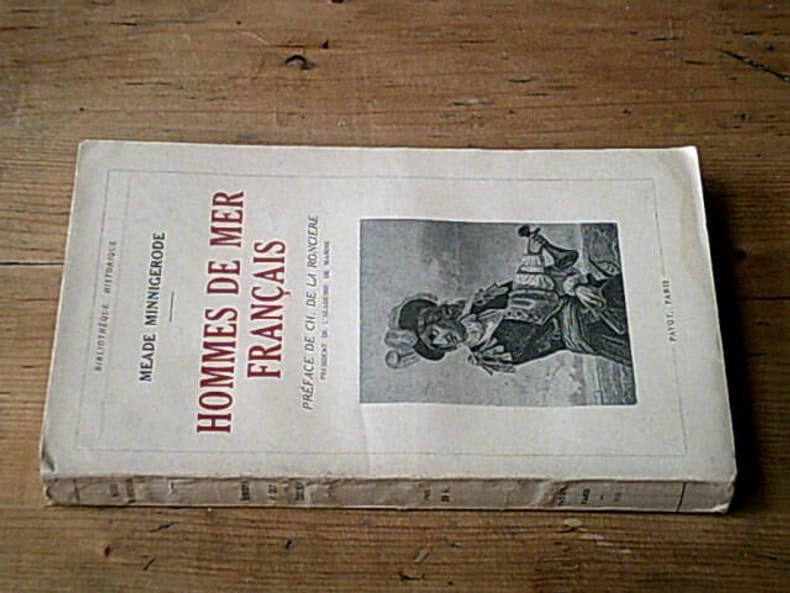 BIBLIOTHÈQUE HISTORIQUE
MEADE MINNIGERODE
HOMMES DE MER
FRANÇAIS
PRÉFACE DE CH. DE LA RONCIÈRE
PRÉSIDENT DE L'ACADÉMIE DE MARINE
PAYOT, PARIS